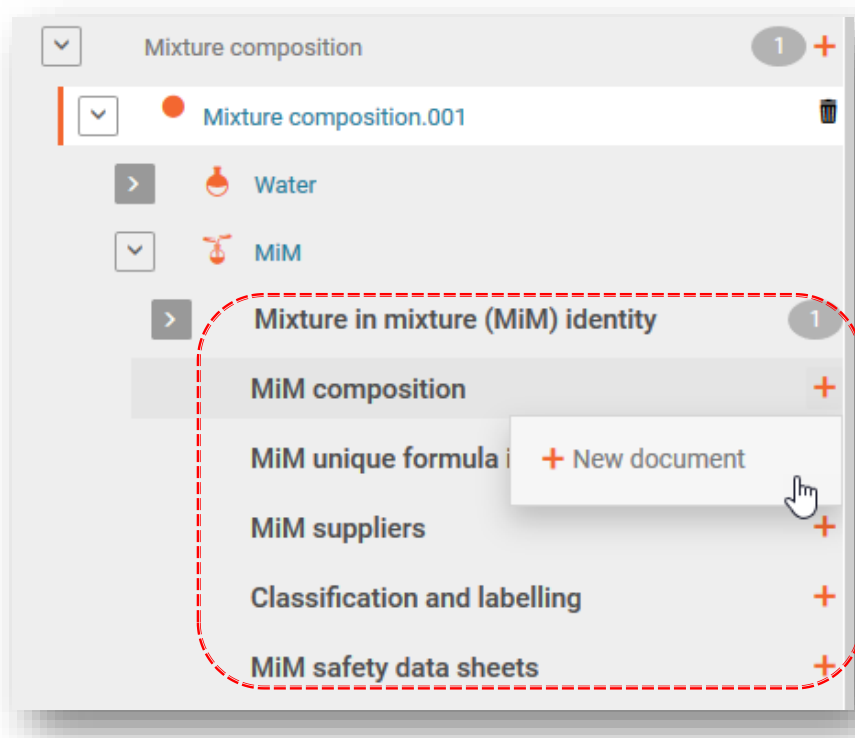 Mixture composition 1 +
Mixture composition.001
Water
MiM
Mixture in mixture (MiM) identity 1
MiM composition +
MiM unique formula i
+ New document
MiM suppliers +
Classification and labelling +
MiM safety data sheets +